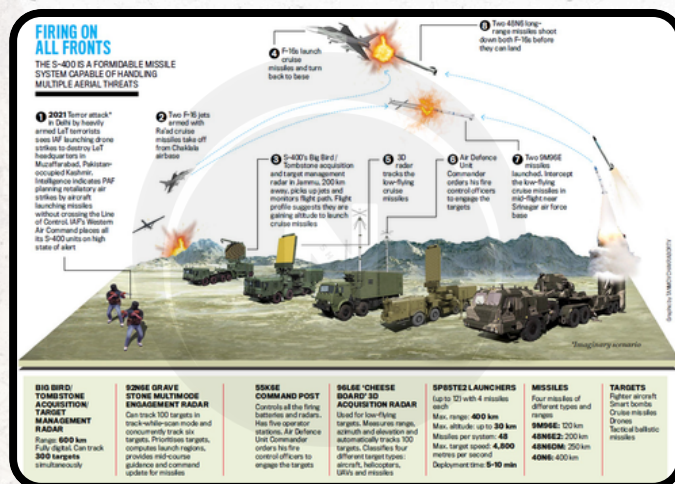 FIRING ON
ALL FRONTS
THE S-400 IS A FORMIDABLE MISSILE
SYSTEM CAPABLE OF HANDLING
MULTIPLE AERIAL THREATS
1 2021 Terror attack*
in Delhi by heavily
armed LeT terrorists
sees IAF launching drone
strikes to destroy LeT
headquarters in
Muzaffarabad, Pakistan-
occupied Kashmir.
Intelligence indicates PAF
planning retaliatory air
strikes by aircraft
launching missiles
without crossing the Line
of Control. IAF's Western
Air Command places all
its S-400 units on high
state of alert
2 Two F-16 jets
armed with
Ra'ad cruise
missiles take off
from Chaklala
airbase
3 S-400's Big Bird/
Tombstone acquisition
and target management
radar in Jammu, 200 km
away, picks up jets and
monitors flight path. Flight
profile suggests they are
gaining altitude to launch
cruise missiles
4 F-16s launch
cruise
missiles and turn
back to base
5 3D
radar tracks
the low-flying
cruise
missiles
6 Air Defence
Unit
Commander
orders his fire
control officers
to engage the
targets
7 Two 9M96E
missiles
launched. Intercept
the low-flying
cruise missiles in
mid-flight near
Srinagar air force
base
8 Two 48N6 long-
range missiles shoot
down both F-16s before
they can land
Graphic by TANMOY CHAKRABORTY
*Imaginary scenario
BIG BIRD/
TOMBSTONE
ACQUISITION/
TARGET
MANAGEMENT
RADAR
Range: 600 km
Fully digital. Can track
300 targets
simultaneously
92N6E GRAVE
STONE MULTIMODE
ENGAGEMENT RADAR
Can track 100 targets in
track-while-scan mode and
concurrently track six
targets. Prioritises targets,
computes launch regions,
provides mid-course
guidance and command
update for missiles
55K6E
COMMAND POST
Controls all the firing
batteries and radars.
Has five operator
stations. Air Defence
Unit Commander
orders his fire
control officers to
engage the targets
96L6E 'CHEESE
BOARD' 3D
ACQUISITION RADAR
Used for low-flying
targets. Measures range,
azimuth and elevation and
automatically tracks 100
targets. Classifies four
different target types:
aircraft, helicopters,
UAVs and missiles
5P85TE2 LAUNCHERS
(up to 12) with 4 missiles
each
Max. range: 400 km
Max. altitude: up to 30 km
Missiles per system: 48
Max. target speed: 4,800
metres per second
Deployment time: 5-10 min
MISSILES
Four missiles of
different types and
ranges
9M96E: 120 km
48N6E2: 200 km
48N6DM: 250 km
40N6: 400 km
TARGETS
Fighter aircraft
Smart bombs
Cruise missiles
Drones
Tactical ballistic
missiles